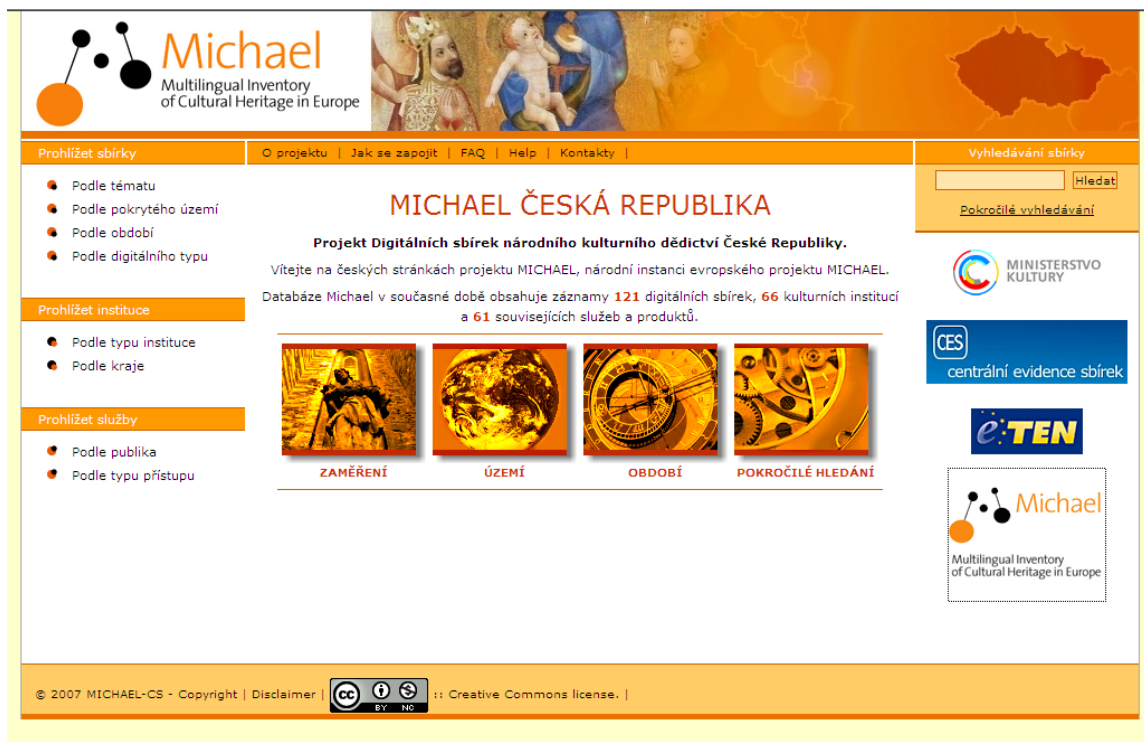 Michael
Multilingual Inventory
of Cultural Heritage in Europe
Prohlížet sbírky
O projektu | Jak se zapojit | FAQ | Help | Kontakty |
Vyhledávání sbírky
Podle tématu
Podle pokrytého území
Podle období
Podle digitálního typu
Hledat
Pokročilé vyhledávání
MICHAEL ČESKÁ REPUBLIKA
Projekt Digitálních sbírek národního kulturního dědictví České Republiky.
Vítejte na českých stránkách projektu MICHAEL, národní instanci evropského projektu MICHAEL.
Databáze Michael v současné době obsahuje záznamy 121 digitálních sbírek, 66 kulturních institucí
a 61 souvisejících služeb a produktů.
Prohlížet instituce
Podle typu instituce
Podle kraje
Prohlížet služby
Podle publika
Podle typu přístupu
ZAMĚŘENÍ
ÚZEMÍ
OBDOBÍ
POKROČILÉ HLEDÁNÍ
MINISTERSTVO
KULTURY
CES
centrální evidence sbírek
e:TEN
Michael
Multilingual Inventory
of Cultural Heritage in Europe
© 2007 MICHAEL-CS - Copyright | Disclaimer | cc BY NC :: Creative Commons license. |